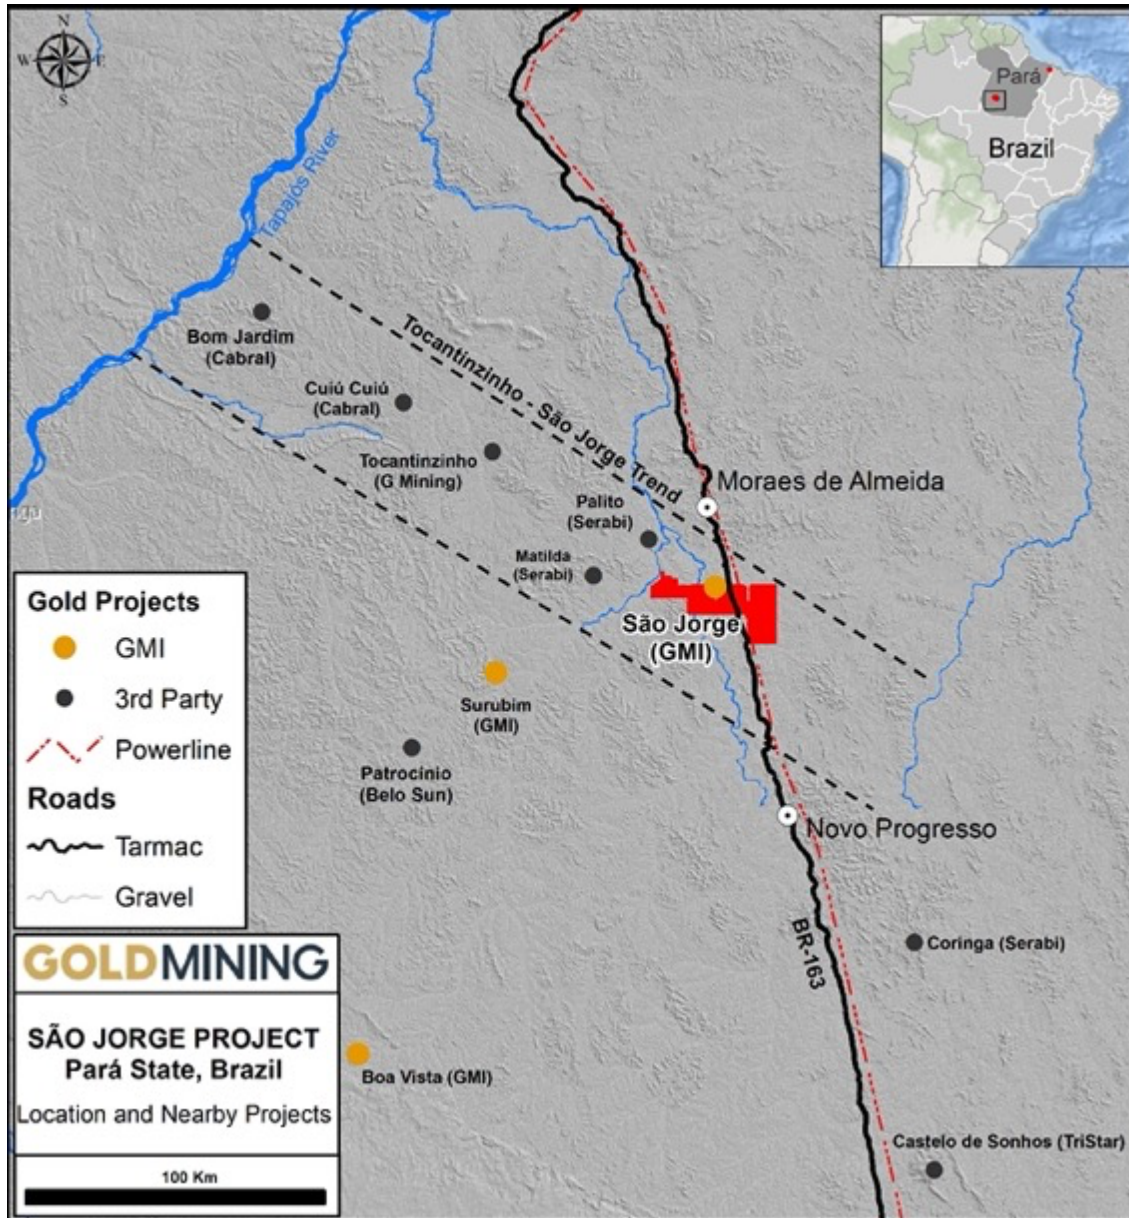 N
W
E
S
Pará
Brazil
Tapajós River
Bom Jardim
(Cabral)
Tocantinzinho - São Jorge Trend
Cuiú Cuiú
(Cabral)
Tocantinzinho
(G Mining)
Moraes de Almeida
Palito
(Serabi)
Matilda
(Serabi)
São Jorge
(GMI)
Surubim
(GMI)
Patrocínio
(Belo Sun)
Novo Progresso
BR-163
Coringa (Serabi)
Boa Vista (GMI)
Castelo de Sonhos (TriStar)
Gold Projects
GMI
3rd Party
Powerline
Roads
Tarmac
Gravel
GOLDMINING
SÃO JORGE PROJECT
Pará State, Brazil
Location and Nearby Projects
100 Km